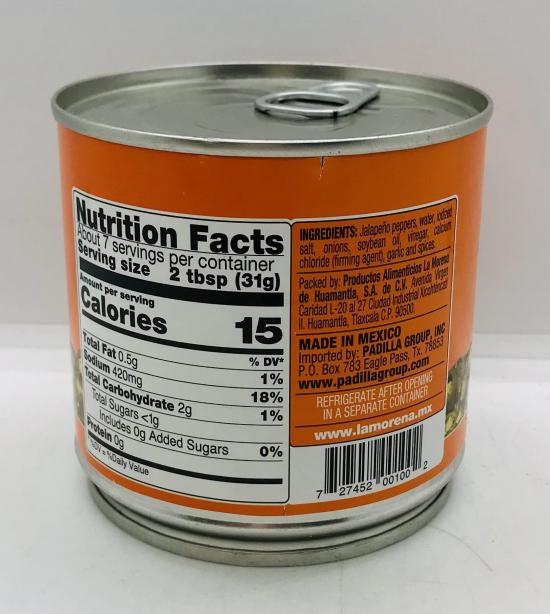 Nutrition Facts
About 7 servings per container
Serving size 2 tbsp (31g)
Amount per serving
Calories 15
% DV*
Total Fat 0.5g 1%
Sodium 420mg 18%
Total Carbohydrate 2g 1%
Total Sugars <1g
Includes 0g Added Sugars 0%
Protein 0g
*%DV = %Daily Value
INGREDIENTS: Jalapeño peppers, water, iodized
salt, onions, soybean oil, vinegar, calcium
chloride (firming agent), garlic and spices.
Packed by: Productos Alimenticios La Morena
de Huamantla, S.A. de C.V. Avenida Virgen
Caridad L-20 al 27 Ciudad Industrial Xicohténcatl
II. Huamantla, Tlaxcala C.P. 90500.
MADE IN MEXICO
Imported by: PADILLA GROUP, INC
P.O. Box 783 Eagle Pass, Tx. 78853
www.padillagroup.com
REFRIGERATE AFTER OPENING
IN A SEPARATE CONTAINER
www.lamorena.mx
7 27452 00100 2